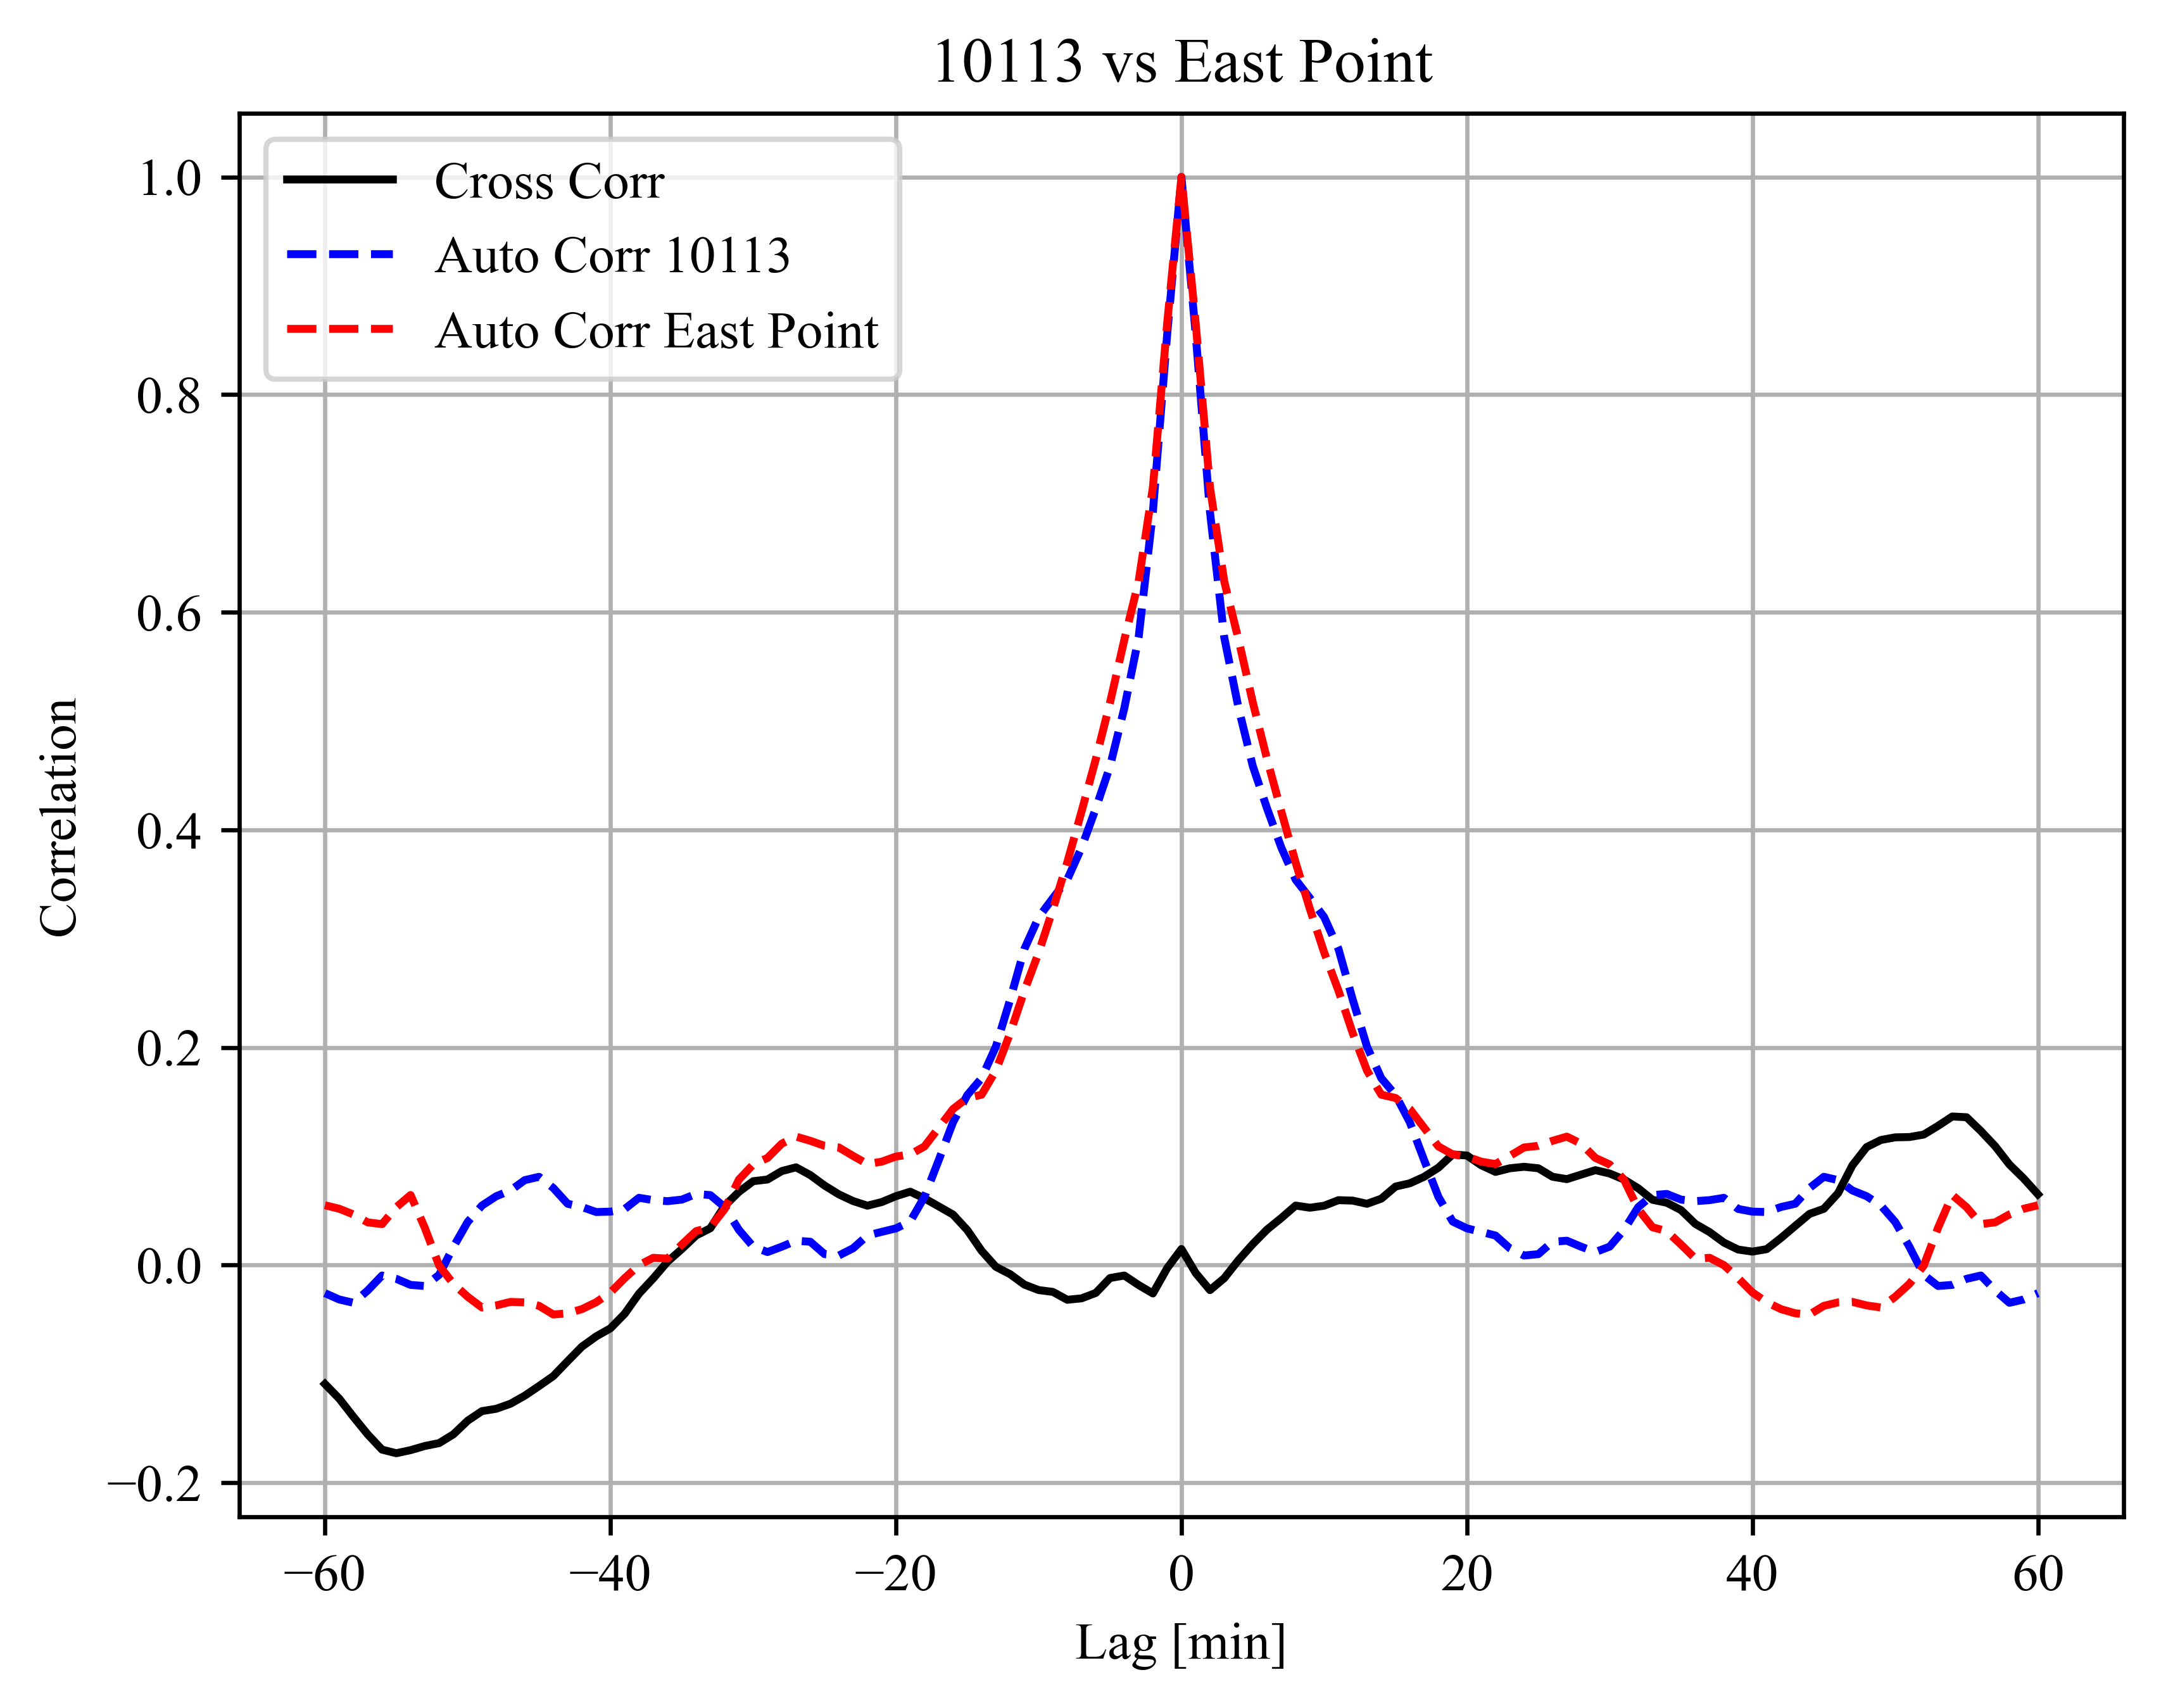 10113 vs East Point
Cross Corr
Auto Corr 10113
Auto Corr East Point
1.0
0.8
0.6
0.4
0.2
0.0
−0.2
Correlation
−60
−40
−20
0
20
40
60
Lag [min]